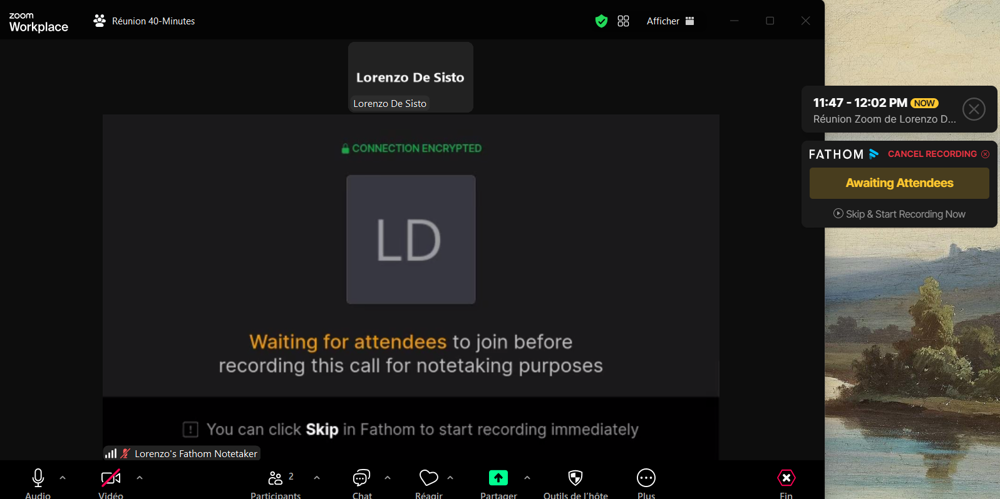 zoom
Workplace
Réunion 40-Minutes
Afficher
Lorenzo De Sisto
Lorenzo De Sisto
11:47 - 12:02 PM NOW
Réunion Zoom de Lorenzo D...
FATHOM CANCEL RECORDING
Awaiting Attendees
Skip & Start Recording Now
CONNECTION ENCRYPTED
LD
Waiting for attendees to join before
recording this call for notetaking purposes
You can click Skip in Fathom to start recording immediately
Lorenzo's Fathom Notetaker
2
Audio
Vidéo
Participants
Chat
Réagir
Partager
Outils de l’hôte
Plus
Fin